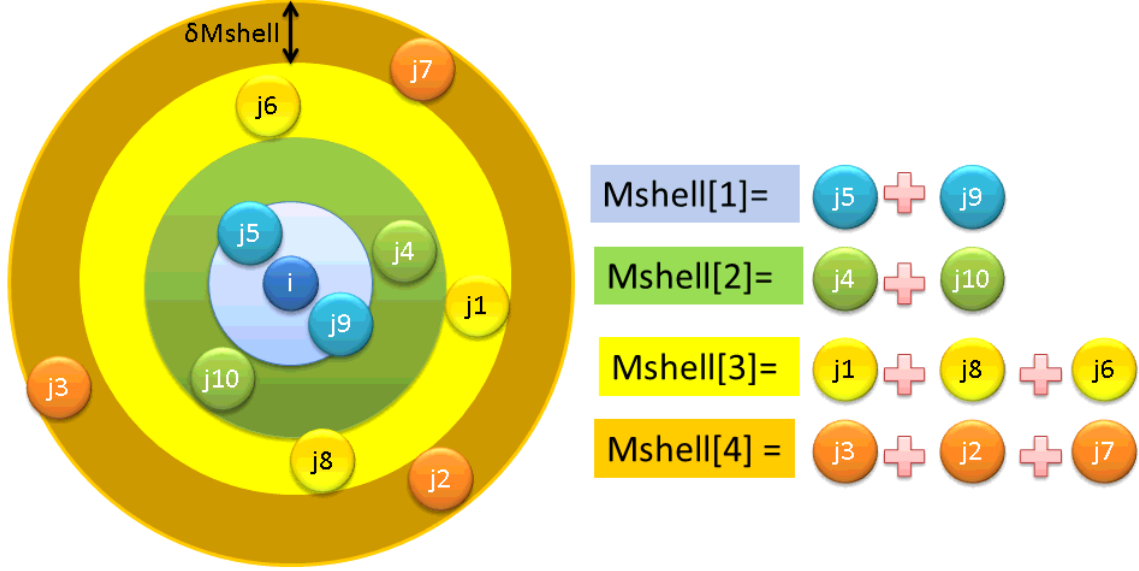 δMshell
j7
j6
j5
j4
i
j1
j9
j10
j3
j8
j2
Mshell[1]= j5 + j9
Mshell[2]= j4 + j10
Mshell[3]= j1 + j8 + j6
Mshell[4] = j3 + j2 + j7